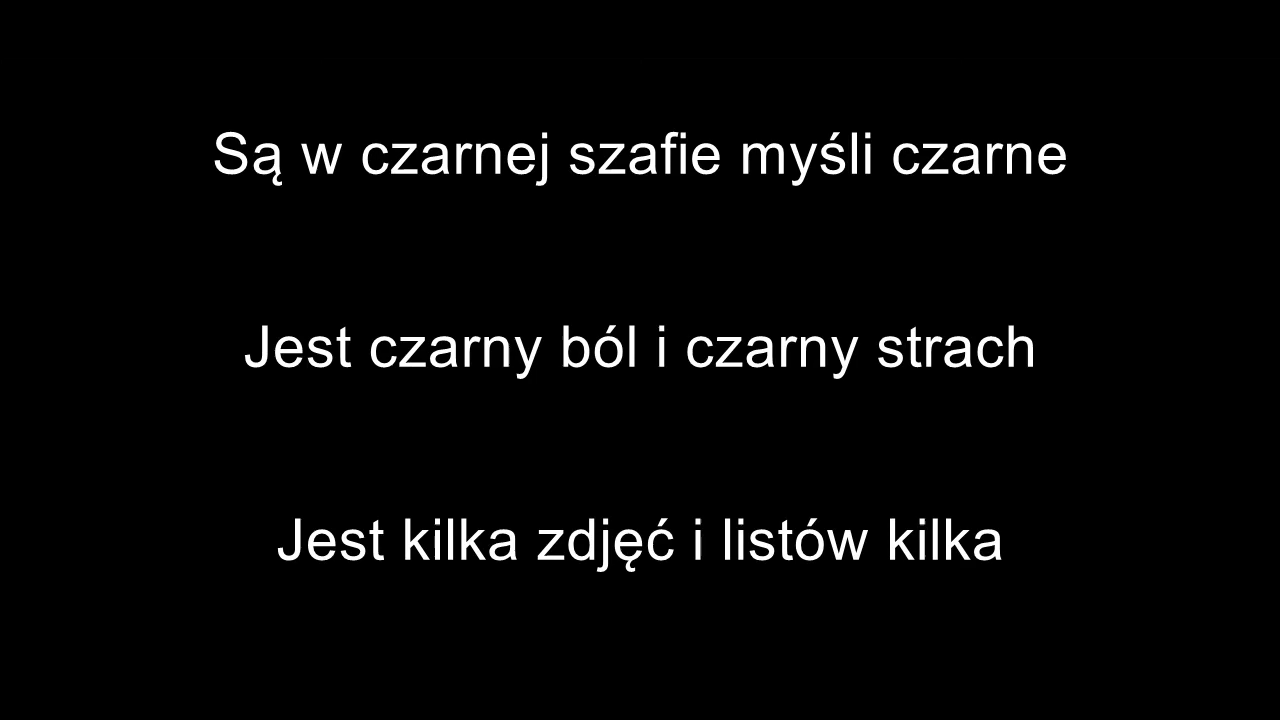 Są w czarnej szafie myśli czarne
Jest czarny ból i czarny strach
Jest kilka zdjęć i listów kilka